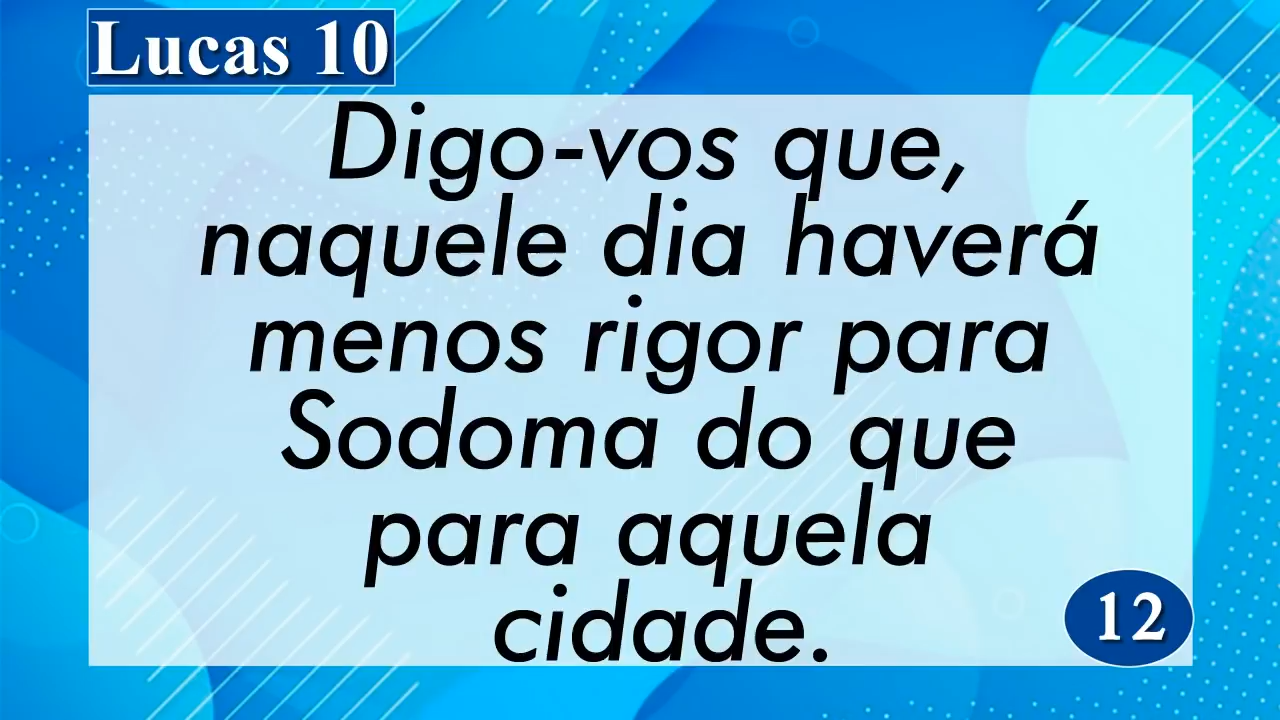 Lucas 10
Digo-vos que,
naquele dia haverá
menos rigor para
Sodoma do que
para aquela
cidade.
12